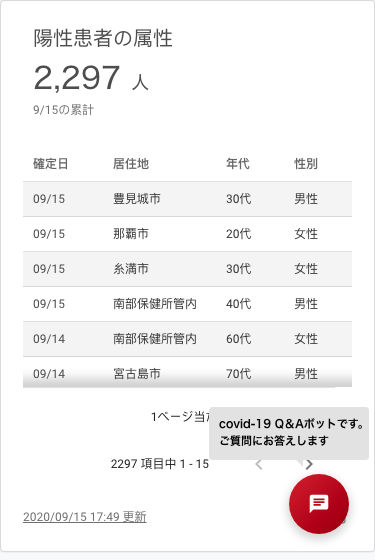 陽性患者の属性
2,297 人
9/15の累計
確定日 居住地 年代 性別
09/15 豊見城市 30代 男性
09/15 那覇市 20代 女性
09/15 糸満市 30代 女性
09/15 南部保健所管内 40代 男性
09/14 南部保健所管内 60代 女性
09/14 宮古島市 70代 男性
1ページ当
covid-19 Q&Aボットです。
ご質問にお答えします
2297 項目中 1 - 15
2020/09/15 17:49 更新